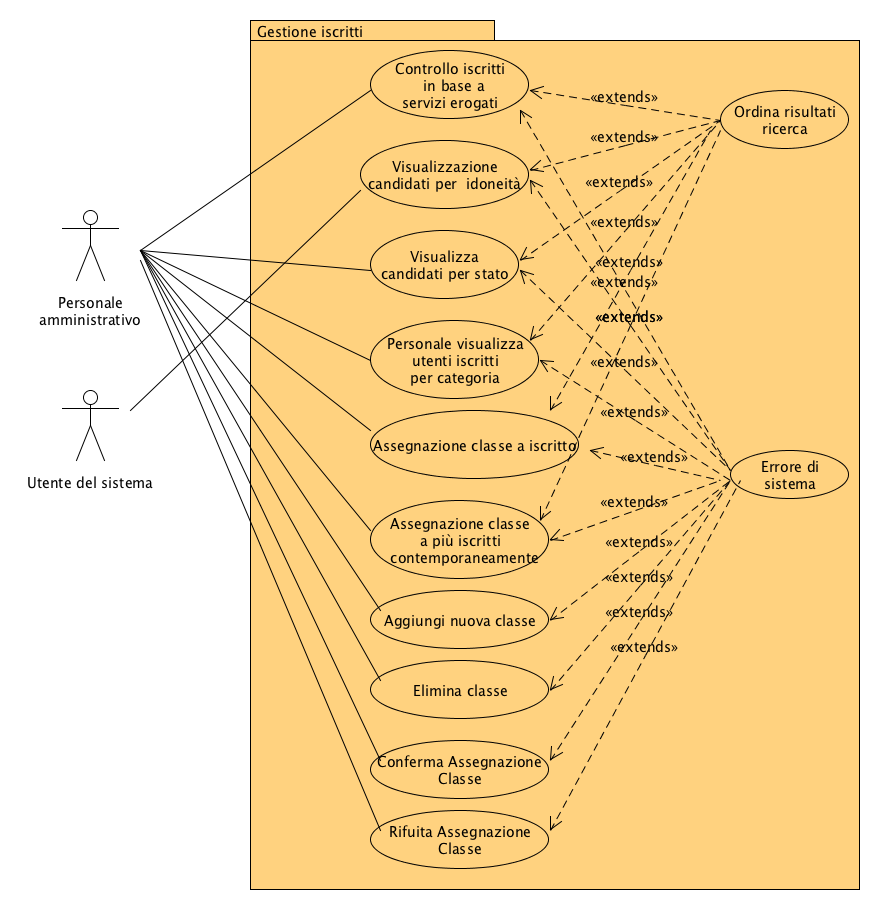 Gestione iscritti
Controllo iscritti
in base a
servizi erogati
«extends»
Ordina risultati
ricerca
«extends»
Visualizzazione
candidati per  idoneità
«extends»
«extends»
Visualizza
candidati per stato
«extends»
«extends»
Personale
amministrativo
«extends»
Personale visualizza
utenti iscritti
per categoria
«extends»
«extends»
Assegnazione classe a iscritto
«extends»
Errore di
sistema
Utente del sistema
«extends»
Assegnazione classe
a più iscritti
contemporaneamente
«extends»
«extends»
«extends»
Aggiungi nuova classe
«extends»
Elimina classe
Conferma Assegnazione
Classe
Rifuita Assegnazione
Classe